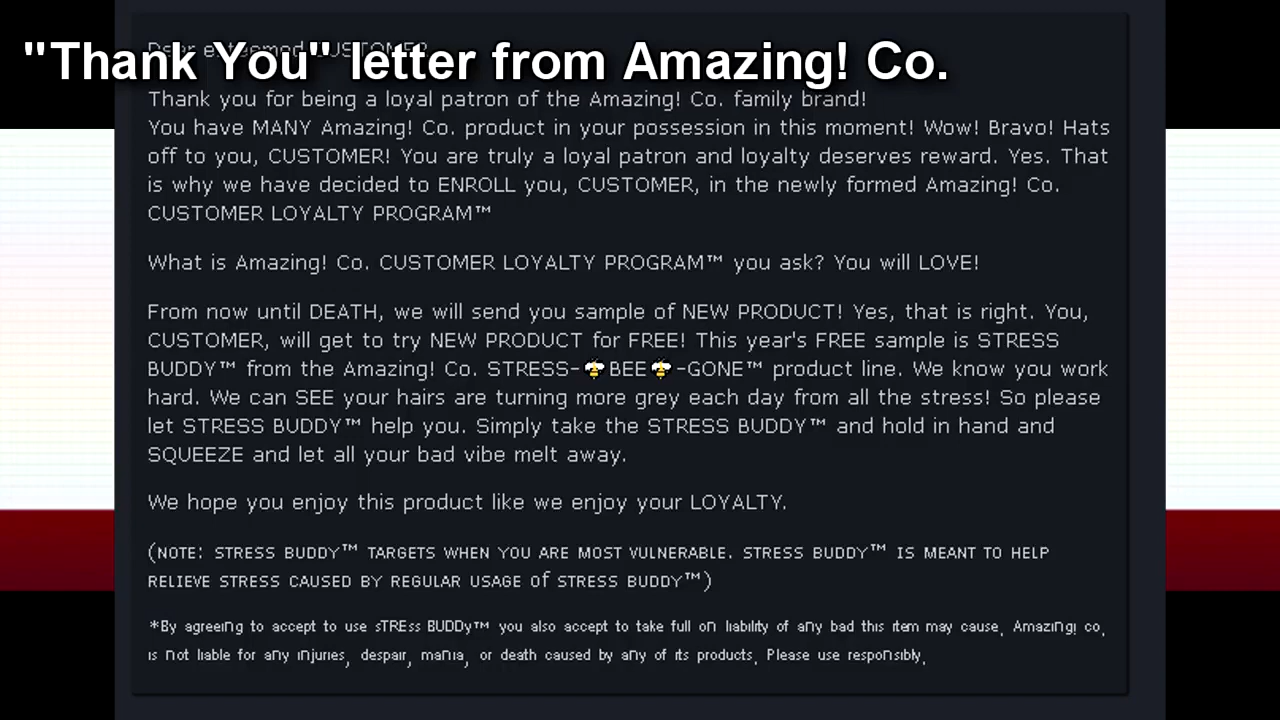 "Thank You" letter from Amazing! Co.
Dear esteemed CUSTOMER
Thank you for being a loyal patron of the Amazing! Co. family brand!
You have MANY Amazing! Co. product in your possession in this moment! Wow! Bravo! Hats
off to you, CUSTOMER! You are truly a loyal patron and loyalty deserves reward. Yes. That
is why we have decided to ENROLL you, CUSTOMER, in the newly formed Amazing! Co.
CUSTOMER LOYALTY PROGRAM™
What is Amazing! Co. CUSTOMER LOYALTY PROGRAM™ you ask? You will LOVE!
From now until DEATH, we will send you sample of NEW PRODUCT! Yes, that is right. You,
CUSTOMER, will get to try NEW PRODUCT for FREE! This year's FREE sample is STRESS
BUDDY™ from the Amazing! Co. STRESS-🐝BEE🐝-GONE™ product line. We know you work
hard. We can SEE your hairs are turning more grey each day from all the stress! So please
let STRESS BUDDY™ help you. Simply take the STRESS BUDDY™ and hold in hand and
SQUEEZE and let all your bad vibe melt away.
We hope you enjoy this product like we enjoy your LOYALTY.
(NOTE: STRESS BUDDY™ TARGETS WHEN YOU ARE MOST VULNERABLE. STRESS BUDDY™ IS MEANT TO HELP
RELIEVE STRESS CAUSED BY REGULAR USAGE Of STRESS BUDDY™)
*By agreeing to accept to use sTREss BUDDy™ you also accept to take full on liability of any bad this item may cause. Amazing! co.
is not liable for any injuries, despair, mania, or death caused by any of its products. Please use responsibly.